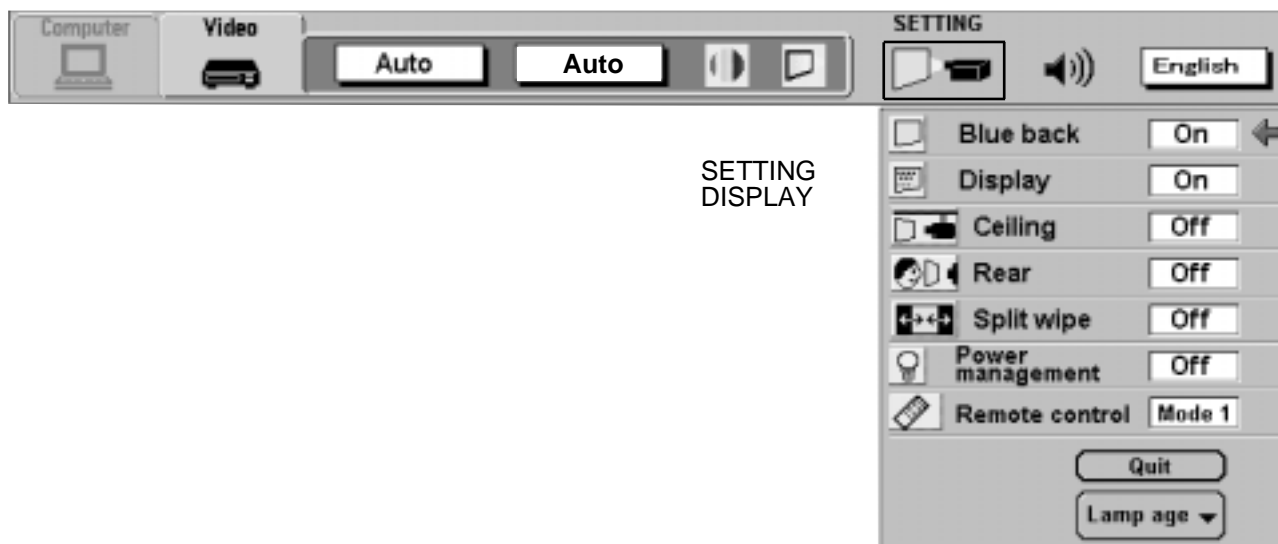 Computer
Video
Auto
Auto
SETTING
English
SETTING
DISPLAY
Blue back On
Display On
Ceiling Off
Rear Off
Split wipe Off
Power
management Off
Remote control Mode 1
Quit
Lamp age